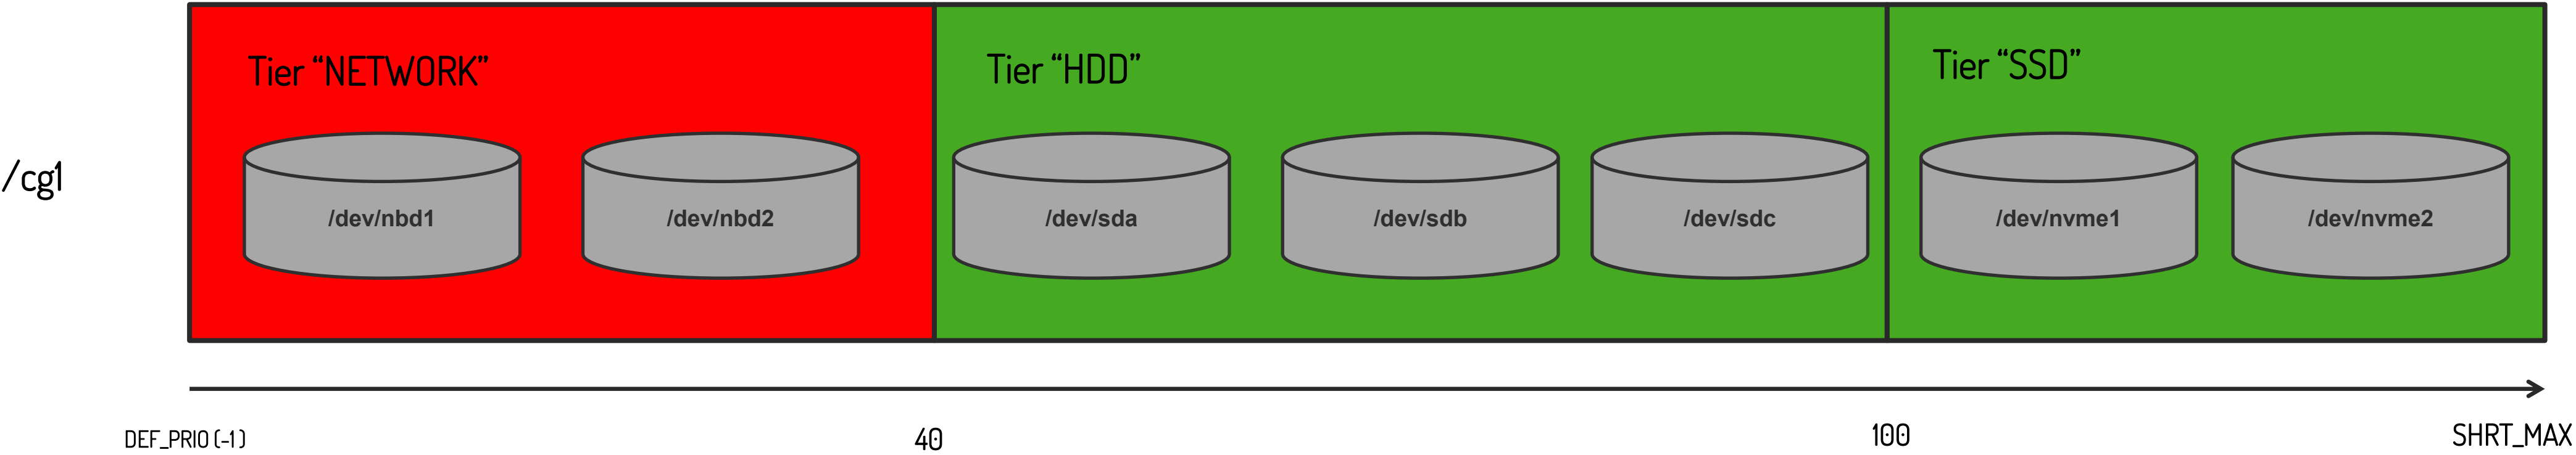 Tier “NETWORK”
Tier “HDD”
Tier “SSD”
/cg1
/dev/nbd1
/dev/nbd2
/dev/sda
/dev/sdb
/dev/sdc
/dev/nvme1
/dev/nvme2
DEF_PRIO (-1 )
40
100
SHRT_MAX